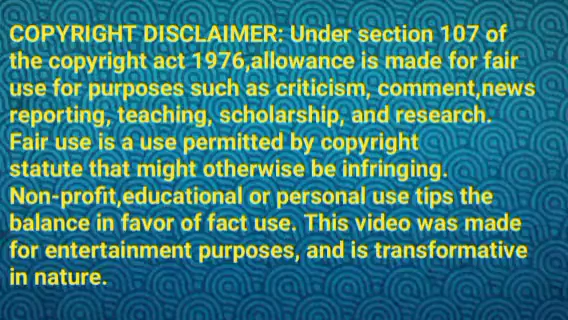 COPYRIGHT DISCLAIMER: Under section 107 of
the copyright act 1976,allowance is made for fair
use for purposes such as criticism, comment,news
reporting, teaching, scholarship, and research.
Fair use is a use permitted by copyright
statute that might otherwise be infringing.
Non-profit,educational or personal use tips the
balance in favor of fact use. This video was made
for entertainment purposes, and is transformative
in nature.